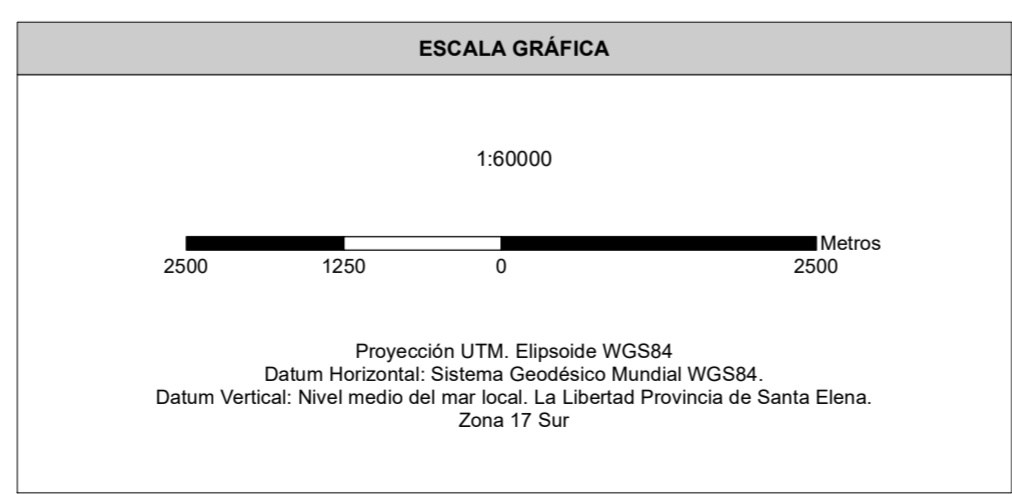 ESCALA GRÁFICA
1:60000
Metros
2500 1250 0 2500
Proyección UTM. Elipsoide WGS84
Datum Horizontal: Sistema Geodésico Mundial WGS84.
Datum Vertical: Nivel medio del mar local. La Libertad Provincia de Santa Elena.
Zona 17 Sur